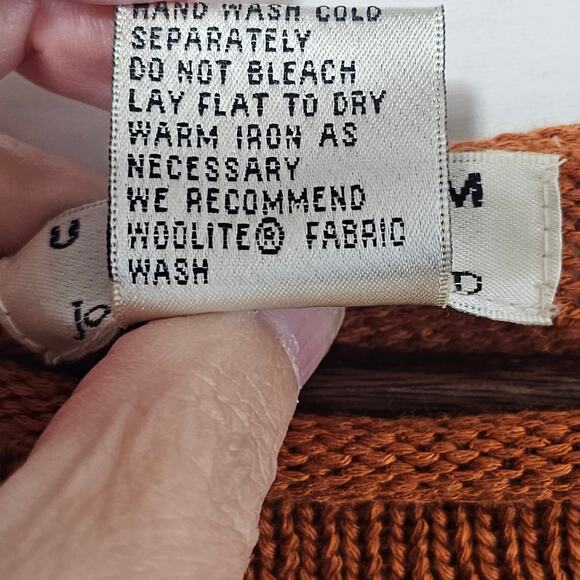 HAND WASH COLD
SEPARATELY
DO NOT BLEACH
LAY FLAT TO DRY
WARM IRON AS
NECESSARY
WE RECOMMEND
WOOLITE® FABRIC
WASH
M